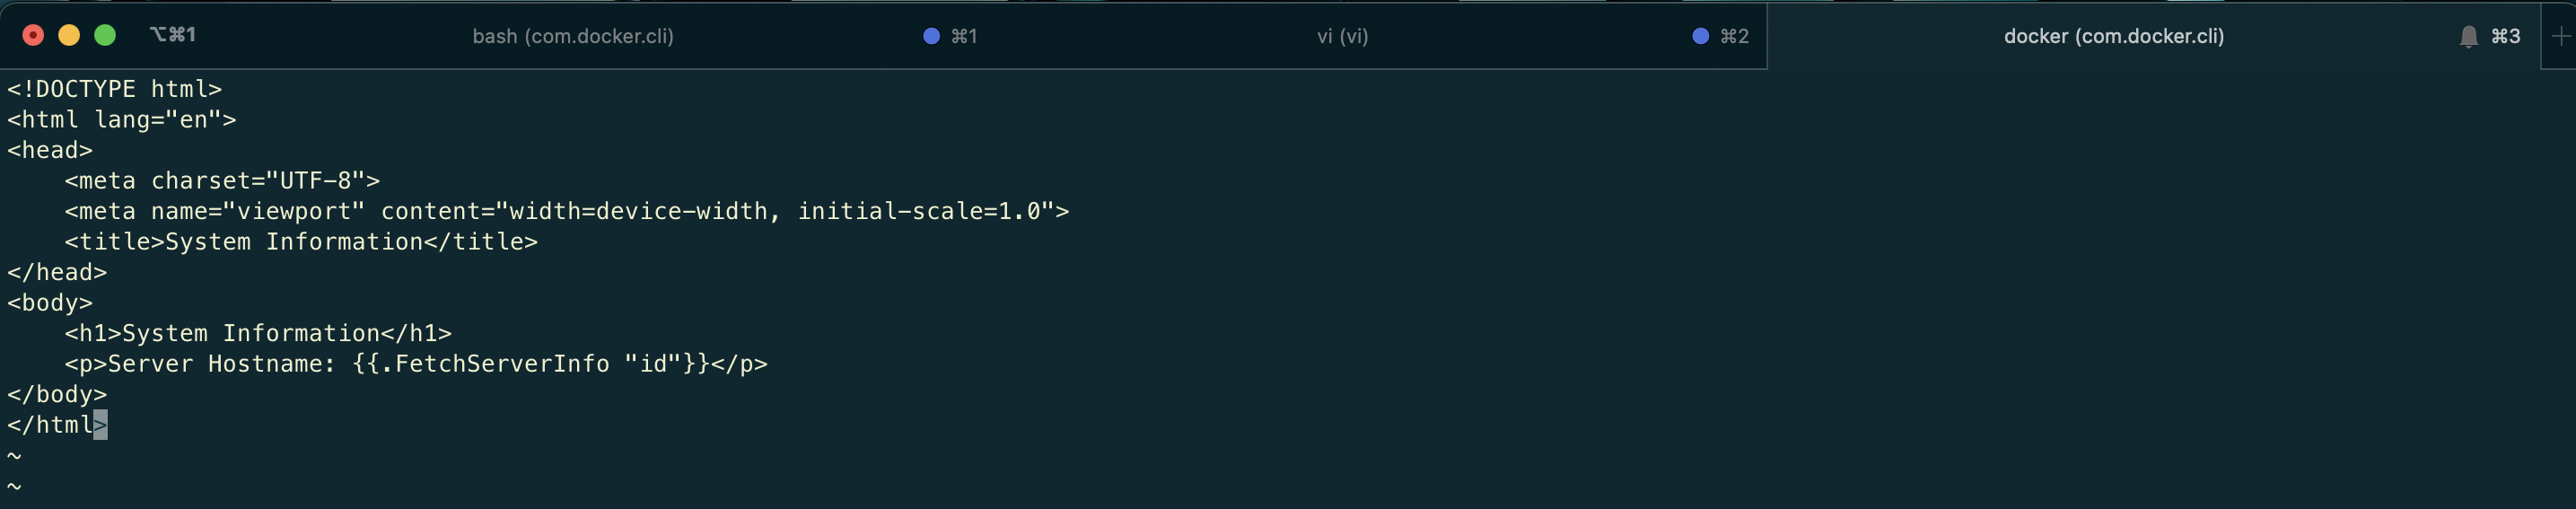 ⌥⌘1 bash (com.docker.cli) ⌘1 vi (vi) ⌘2 docker (com.docker.cli) ⌘3 +
<!DOCTYPE html>
<html lang="en">
<head>
    <meta charset="UTF-8">
    <meta name="viewport" content="width=device-width, initial-scale=1.0">
    <title>System Information</title>
</head>
<body>
    <h1>System Information</h1>
    <p>Server Hostname: {{.FetchServerInfo "id"}}</p>
</body>
</html>
~
~